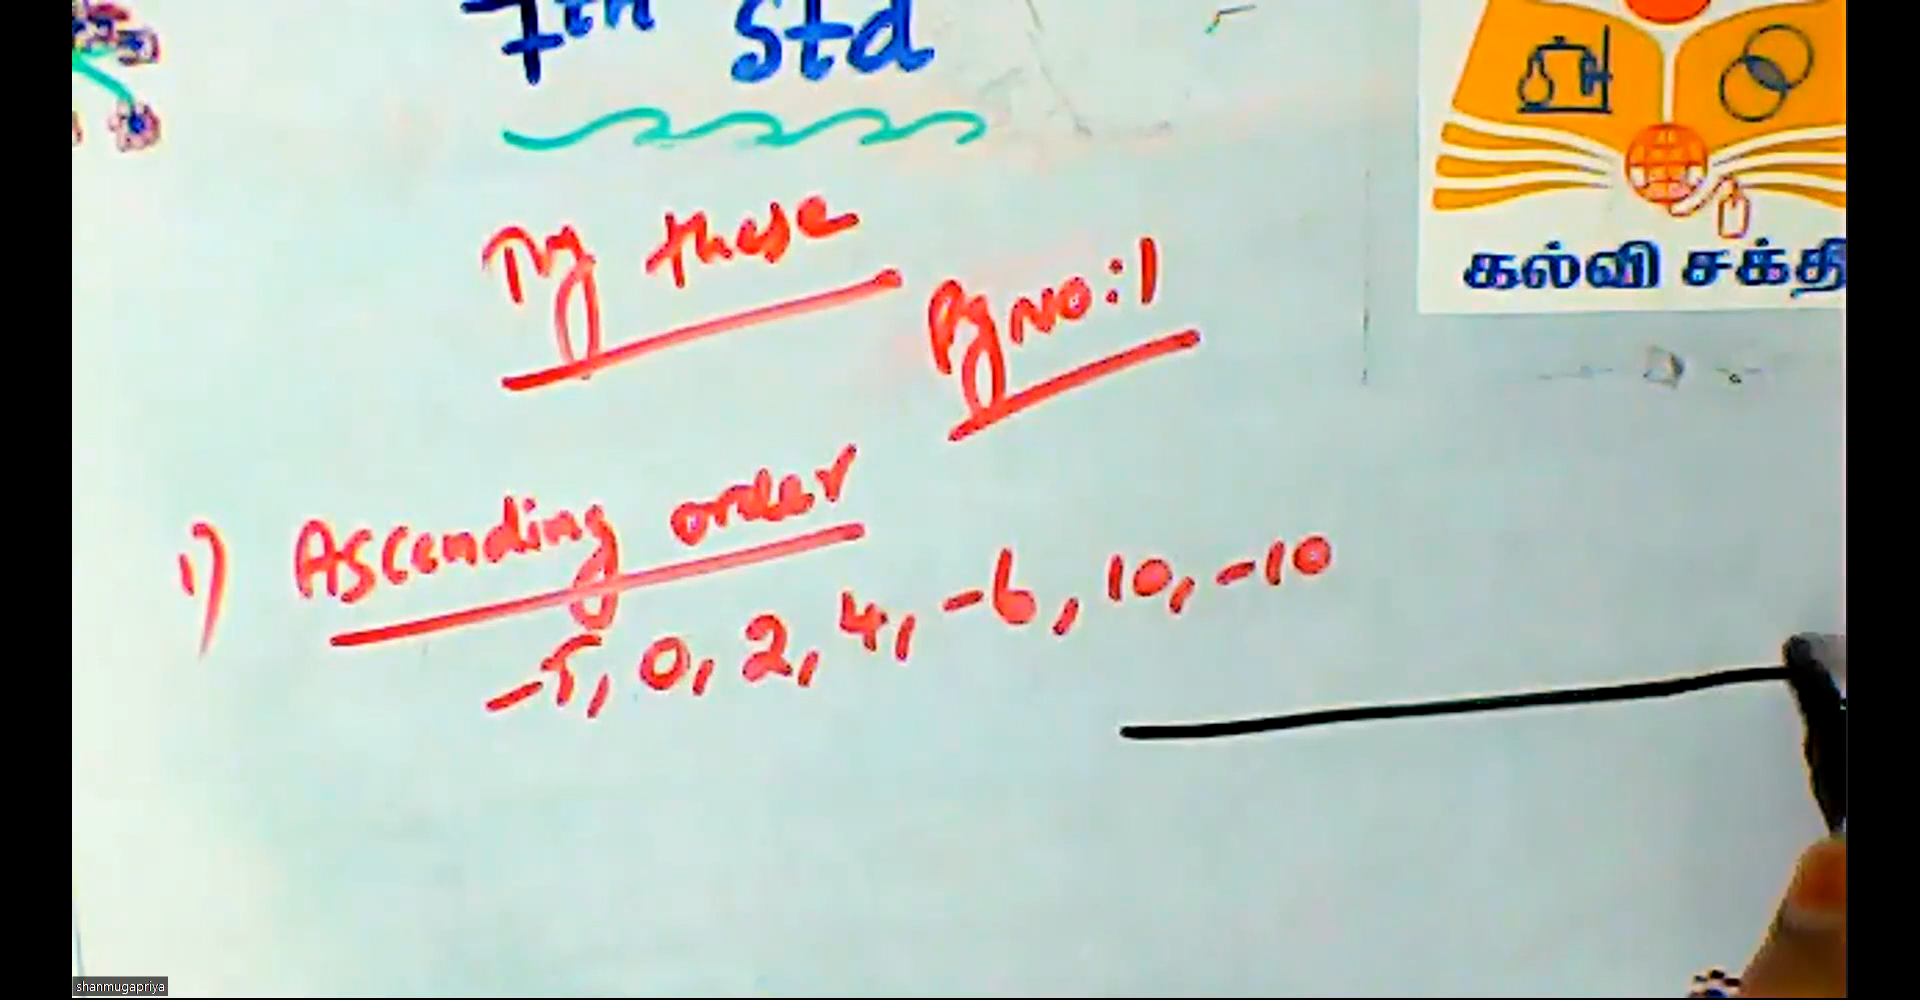 7th Std
Try these
Pg No:1
1) Ascending order
-5, 0, 2, 4, -6, 10, -10
கல்வி சக்தி
shanmugapriya